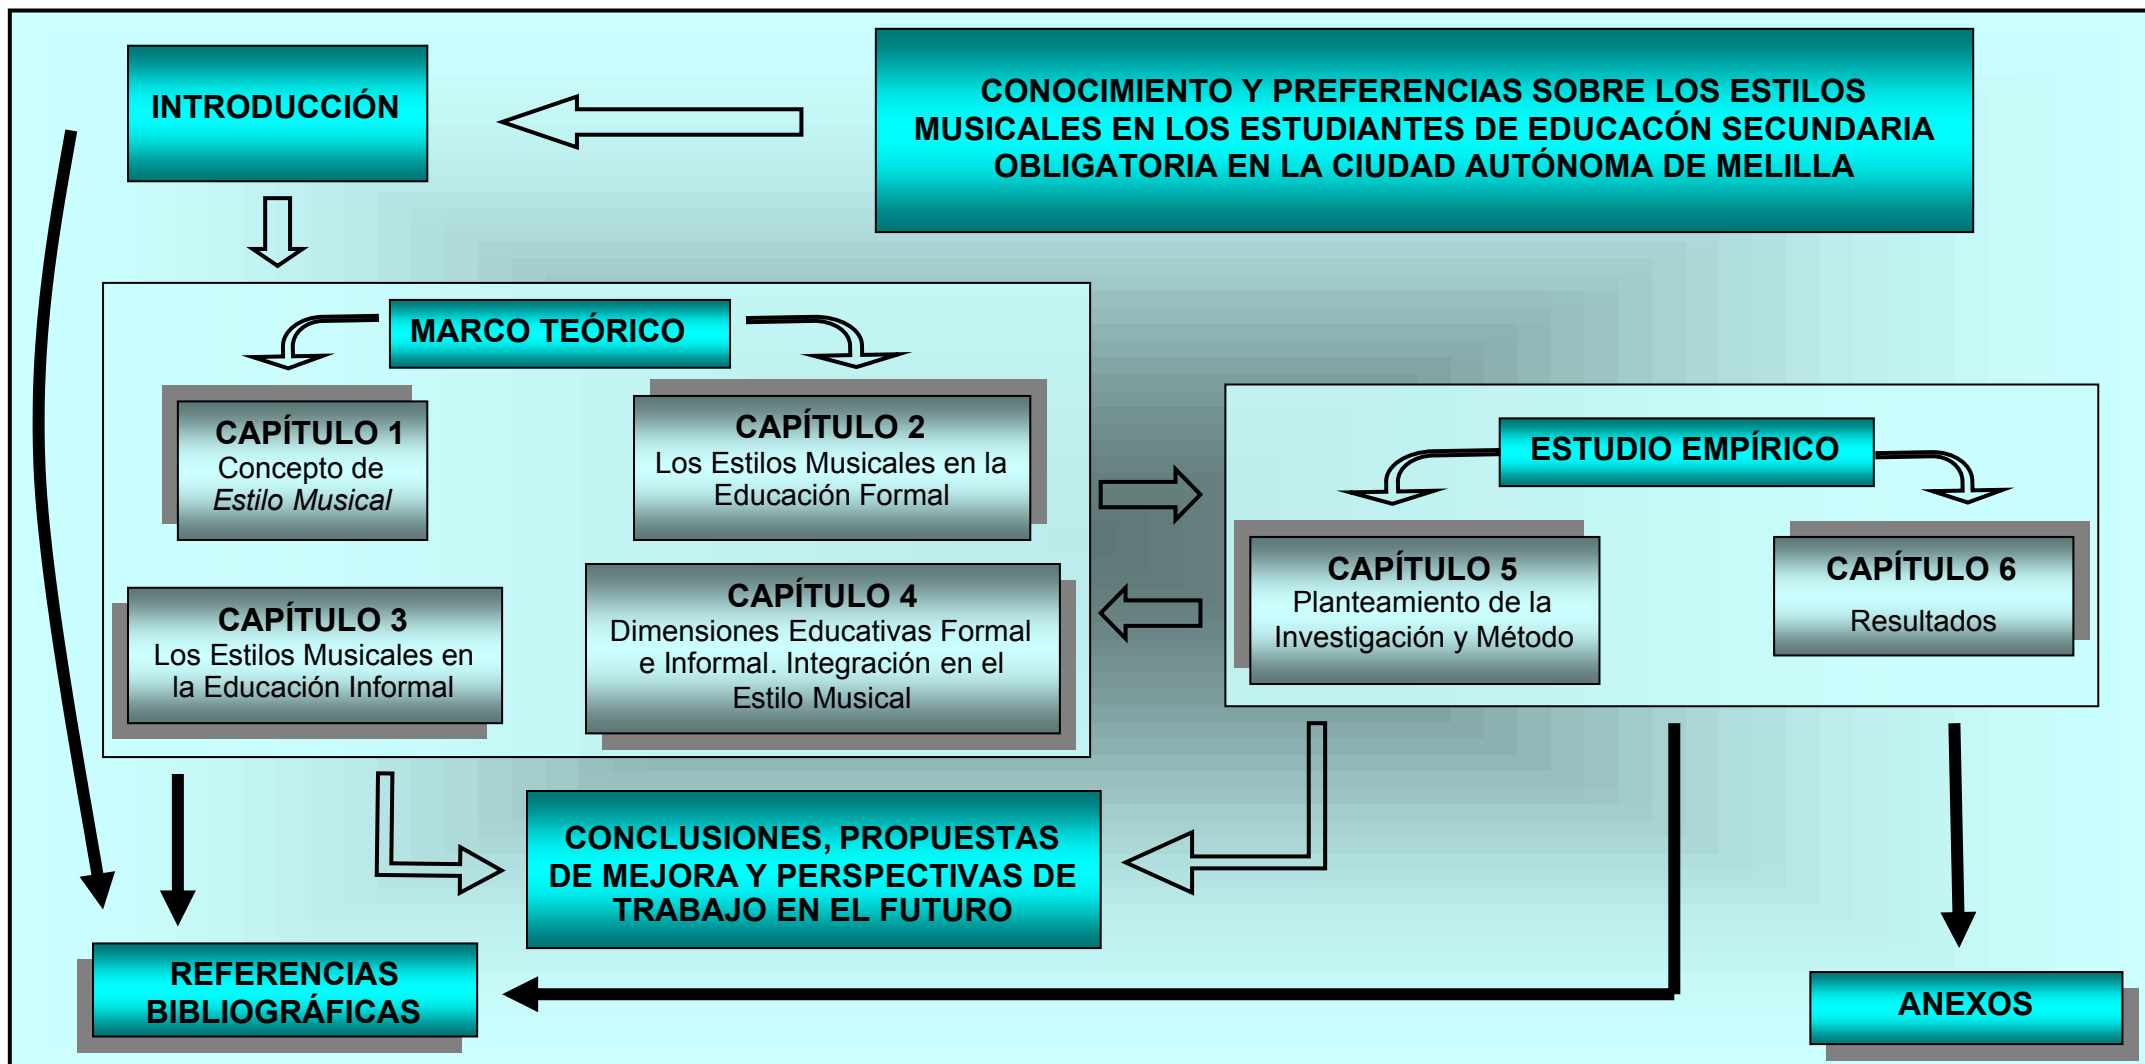 INTRODUCCIÓN
CONOCIMIENTO Y PREFERENCIAS SOBRE LOS ESTILOS
MUSICALES EN LOS ESTUDIANTES DE EDUCACÓN SECUNDARIA
OBLIGATORIA EN LA CIUDAD AUTÓNOMA DE MELILLA
MARCO TEÓRICO
CAPÍTULO 1
Concepto de
Estilo Musical
CAPÍTULO 2
Los Estilos Musicales en la
Educación Formal
CAPÍTULO 3
Los Estilos Musicales en
la Educación Informal
CAPÍTULO 4
Dimensiones Educativas Formal
e Informal. Integración en el
Estilo Musical
ESTUDIO EMPÍRICO
CAPÍTULO 5
Planteamiento de la
Investigación y Método
CAPÍTULO 6
Resultados
CONCLUSIONES, PROPUESTAS
DE MEJORA Y PERSPECTIVAS DE
TRABAJO EN EL FUTURO
REFERENCIAS
BIBLIOGRÁFICAS
ANEXOS